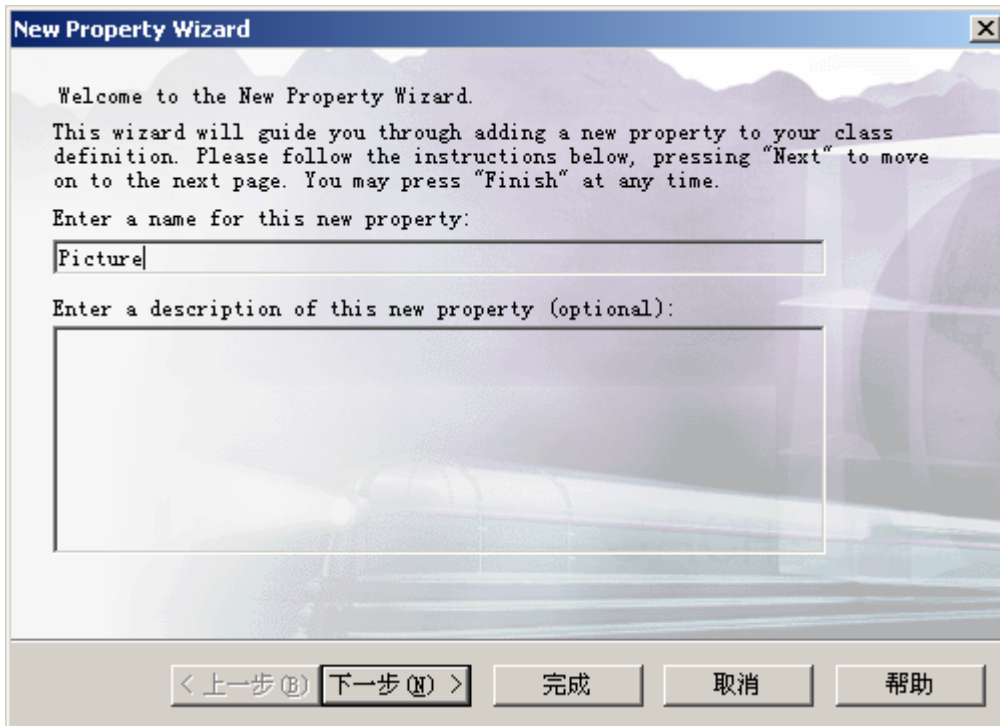 New Property Wizard
Welcome to the New Property Wizard.
This wizard will guide you through adding a new property to your class
definition. Please follow the instructions below, pressing "Next" to move
on to the next page. You may press "Finish" at any time.
Enter a name for this new property:
Picture
Enter a description of this new property (optional):
< 上一步(B) 下一步(N) > 完成 取消 帮助